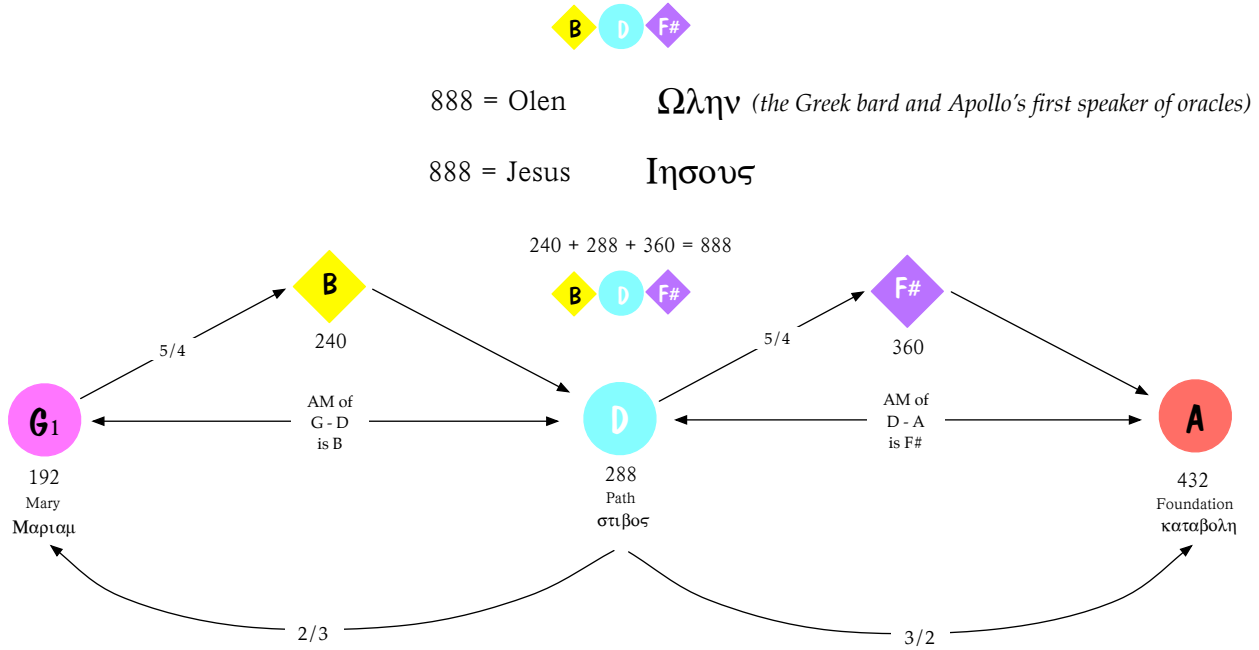 B D F#
888 = Olen Ωλην (the Greek bard and Apollo's first speaker of oracles)
888 = Jesus Ιησους
240 + 288 + 360 = 888
B D F#
B
240
F#
360
5/4
5/4
G1
AM of
G - D
is B
D
AM of
D - A
is F#
A
192
Mary
Μαριαμ
288
Path
στιβος
432
Foundation
καταβολη
2/3
3/2